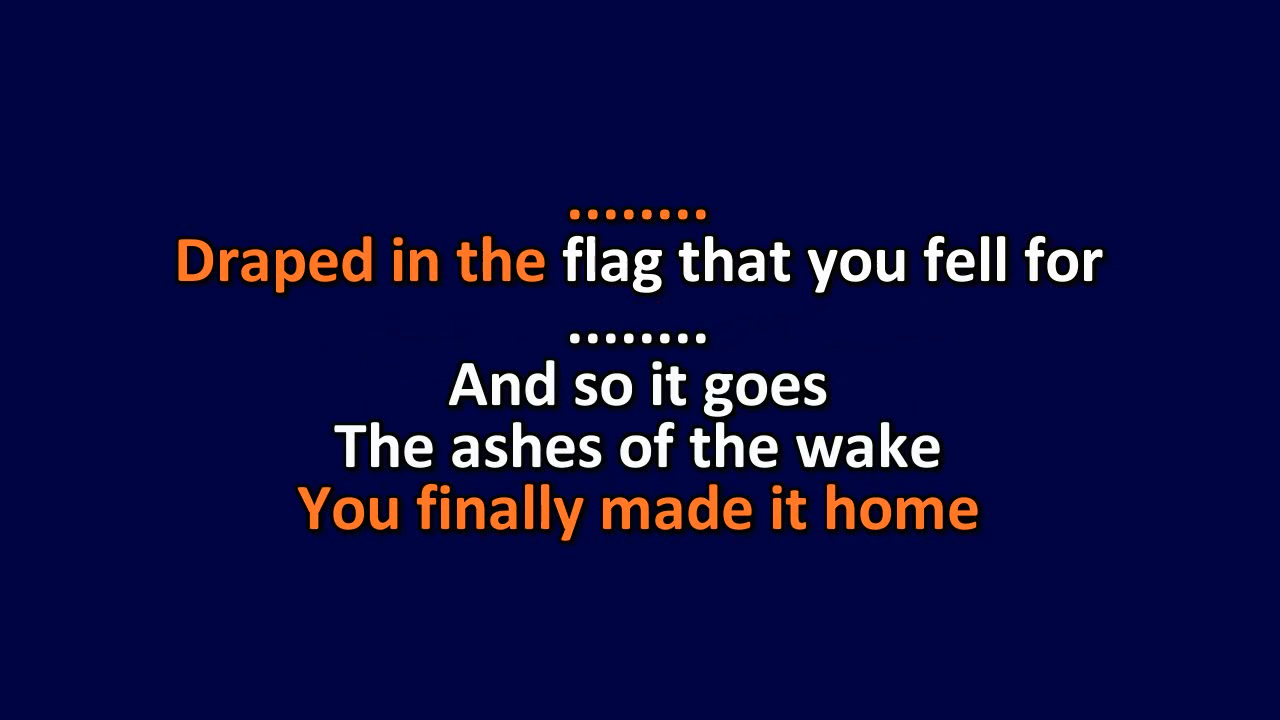 ........
Draped in the flag that you fell for
........
And so it goes
The ashes of the wake
You finally made it home